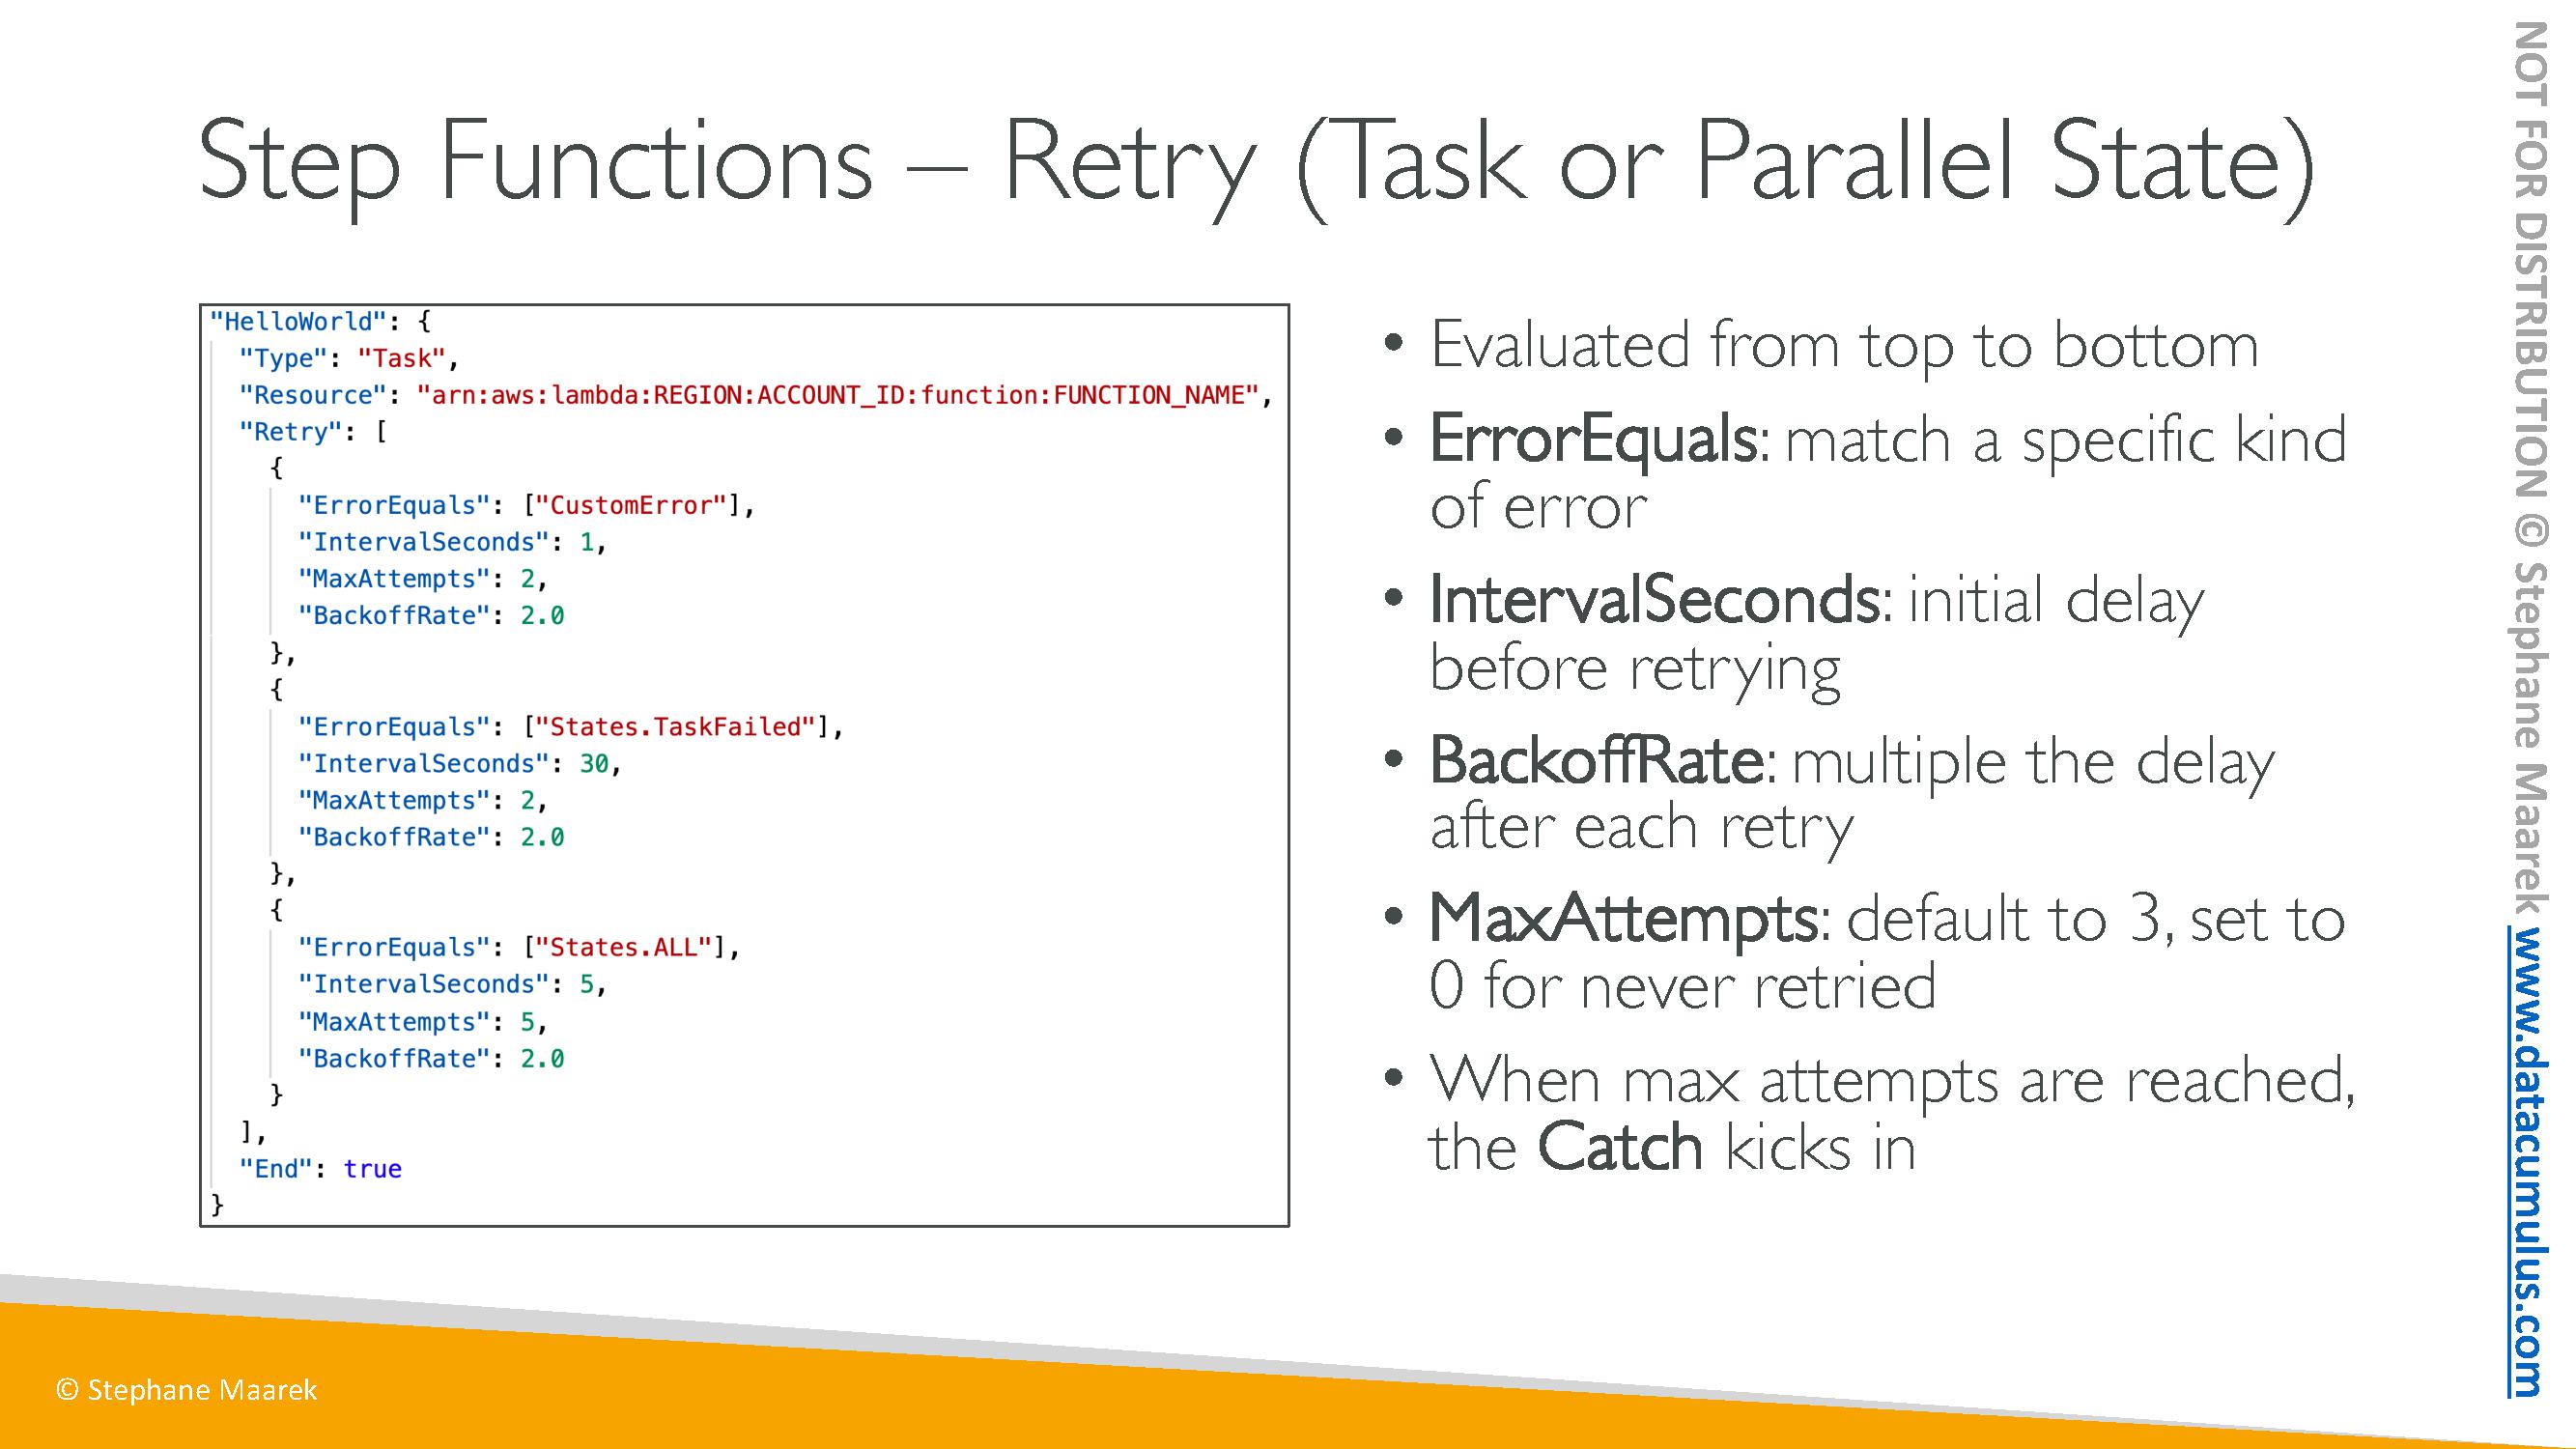 Step Functions – Retry (Task or Parallel State)
"HelloWorld": {
"Type": "Task",
"Resource": "arn:aws:lambda:REGION:ACCOUNT_ID:function:FUNCTION_NAME",
"Retry": [
{
"ErrorEquals": ["CustomError"],
"IntervalSeconds": 1,
"MaxAttempts": 2,
"BackoffRate": 2.0
},
{
"ErrorEquals": ["States.TaskFailed"],
"IntervalSeconds": 30,
"MaxAttempts": 2,
"BackoffRate": 2.0
},
{
"ErrorEquals": ["States.ALL"],
"IntervalSeconds": 5,
"MaxAttempts": 5,
"BackoffRate": 2.0
}
],
"End": true
}
• Evaluated from top to bottom
• ErrorEquals: match a specific kind
of error
• IntervalSeconds: initial delay
before retrying
• BackoffRate: multiple the delay
after each retry
• MaxAttempts: default to 3, set to
0 for never retried
• When max attempts are reached,
the Catch kicks in
© Stephane Maarek
NOT FOR DISTRIBUTION © Stephane Maarek www.datacumulus.com